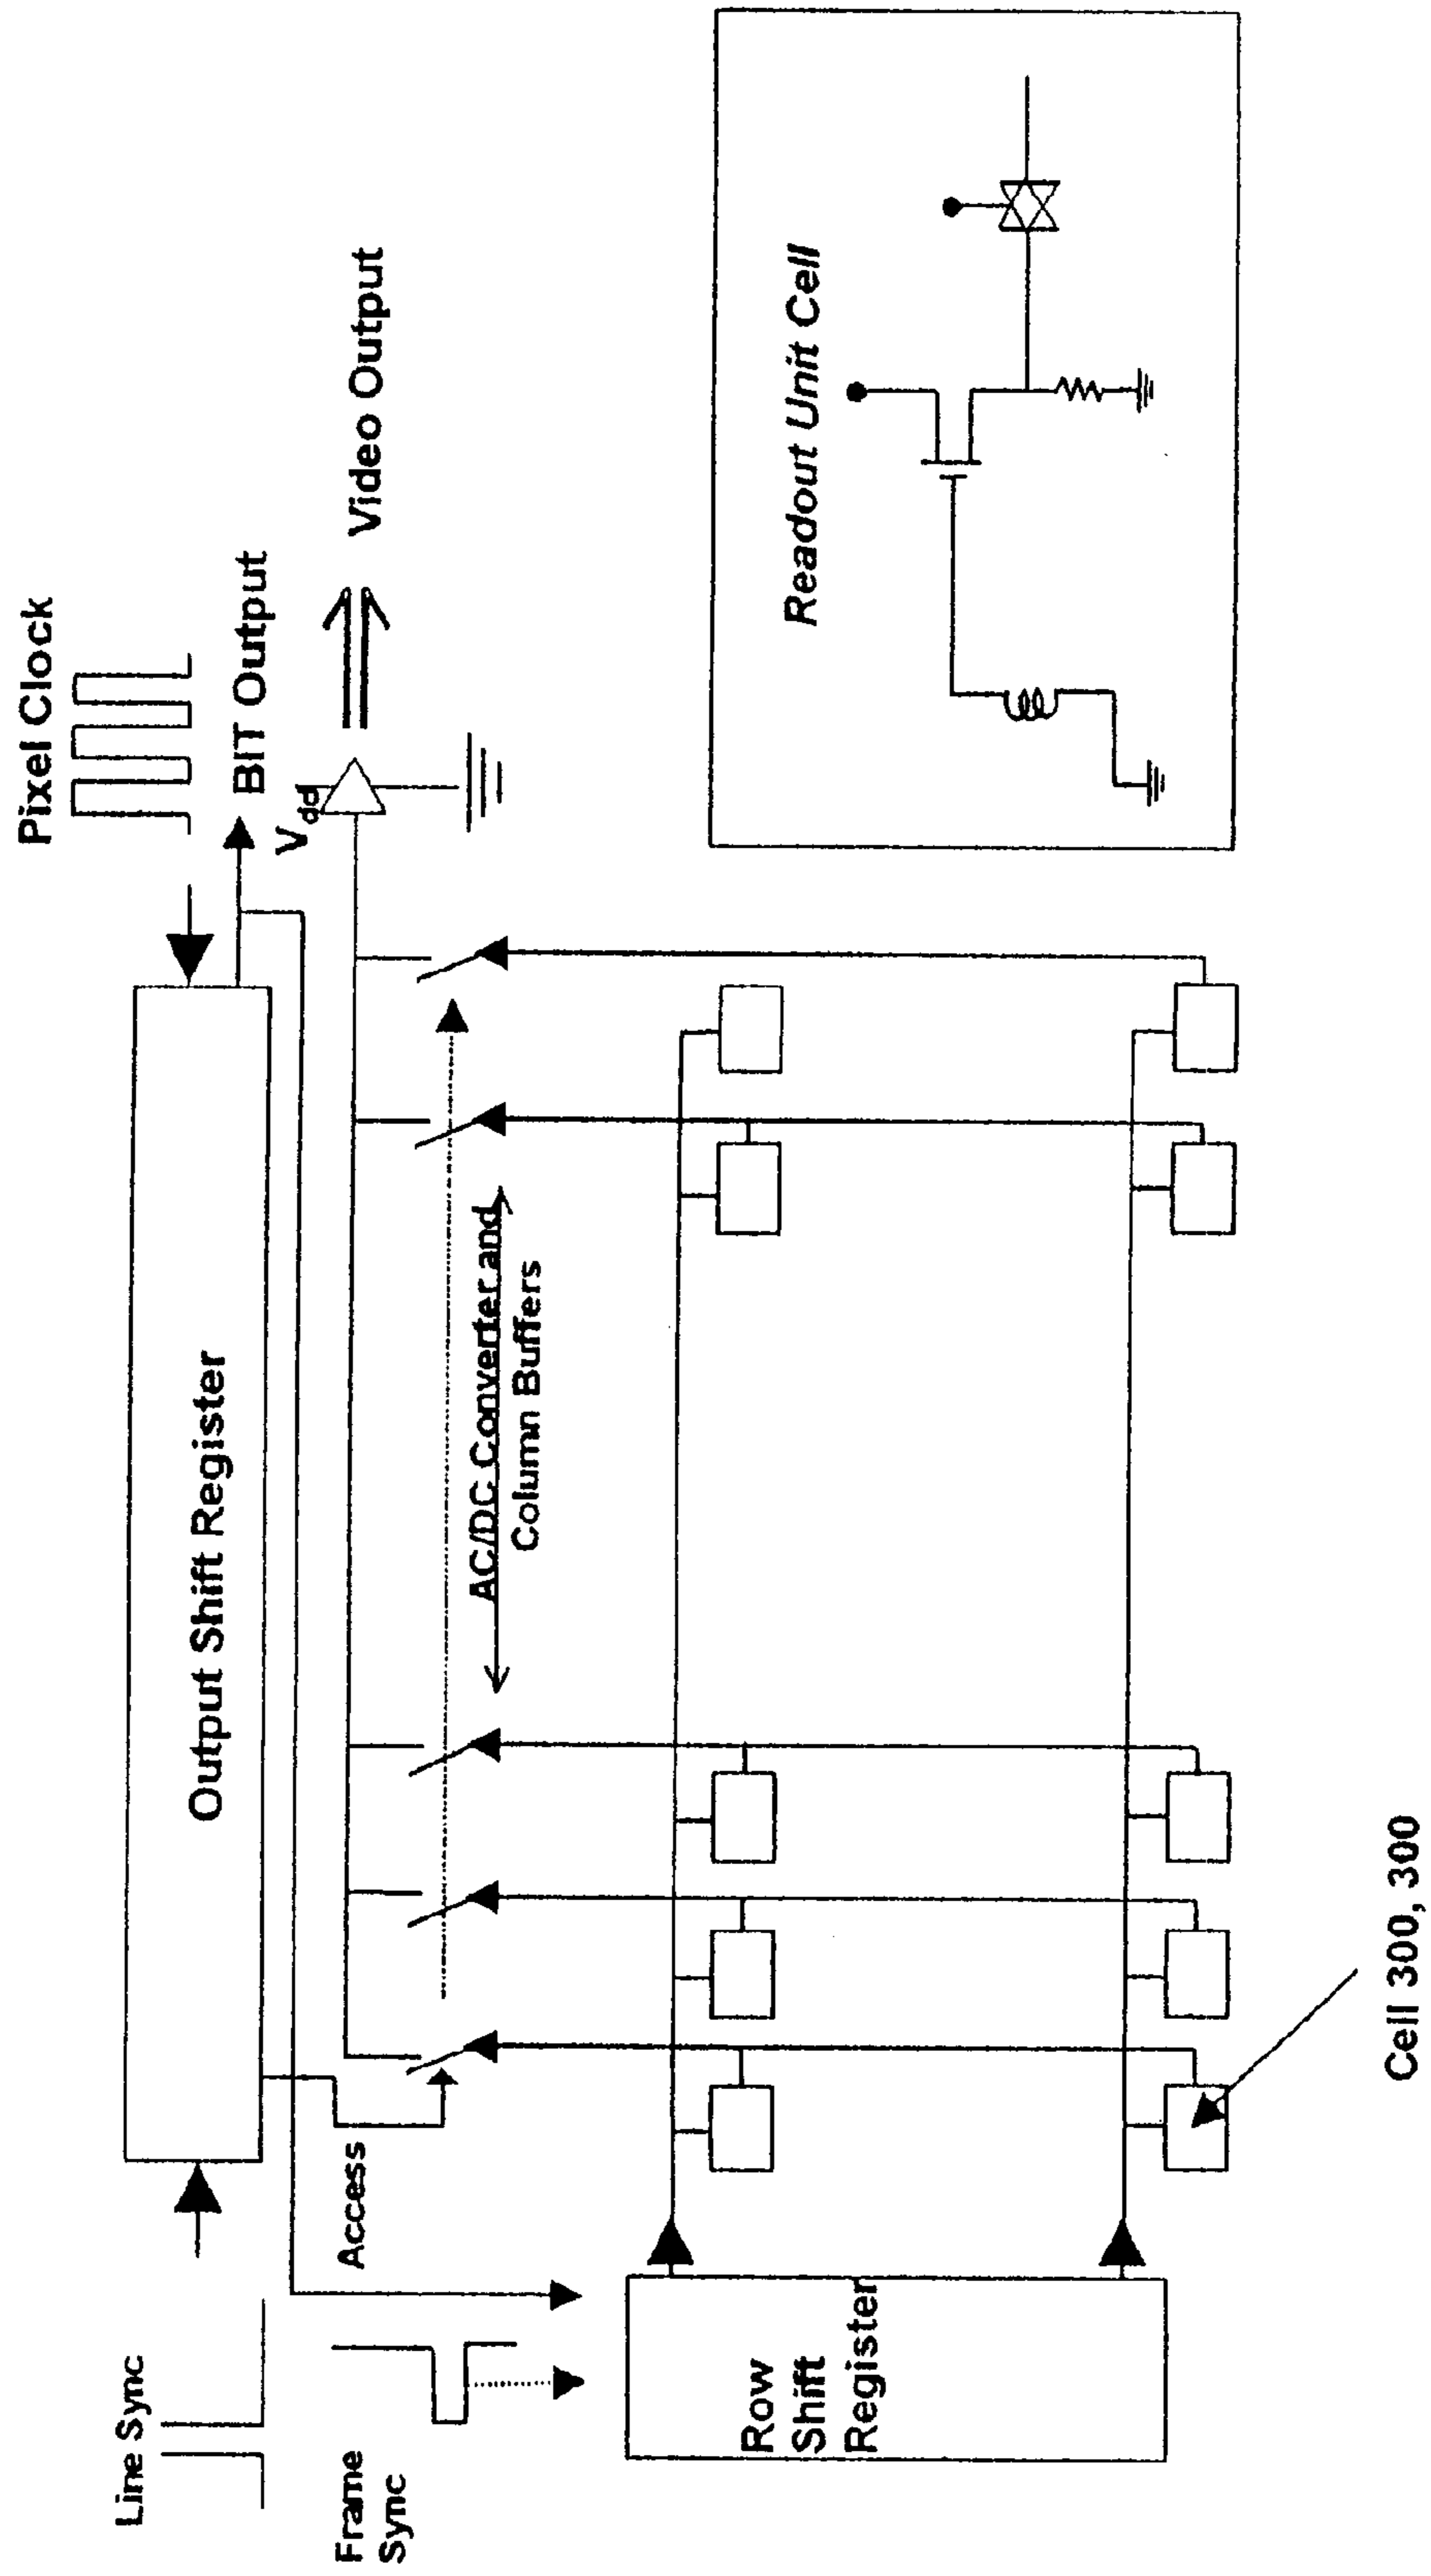 Pixel Clock
BIT Output
Vdd
Video Output
Line Sync
Output Shift Register
Frame
Sync
Access
AC/DC Converter and
Column Buffers
Row
Shift
Register
Readout Unit Cell
Cell 300, 300